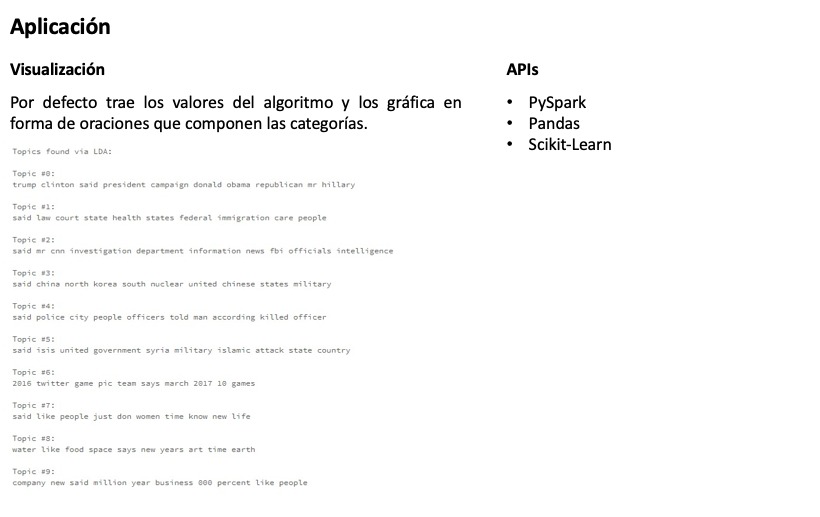 Aplicación
Visualización
Por defecto trae los valores del algoritmo y los gráfica en
forma de oraciones que componen las categorías.
Topics found via LDA:
Topic #0:
trump clinton said president campaign donald obama republican mr hillary
Topic #1:
said law court state health states federal immigration care people
Topic #2:
said mr cnn investigation department information news fbi officials intelligence
Topic #3:
said china north korea south nuclear united chinese states military
Topic #4:
said police city people officers told man according killed officer
Topic #5:
said isis united government syria military islamic attack state country
Topic #6:
2016 twitter game pic team says march 2017 10 games
Topic #7:
said like people just don women time know new life
Topic #8:
water like food space says new years art time earth
Topic #9:
company new said million year business 000 percent like people
APIs
• PySpark
• Pandas
• Scikit-Learn